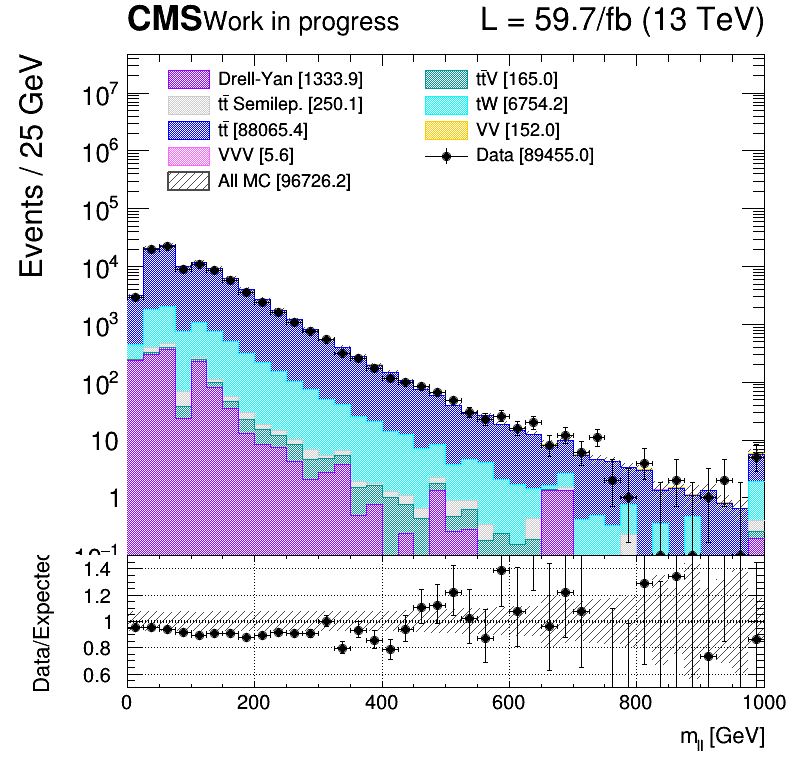 CMS Work in progress L = 59.7/fb (13 TeV)
Events / 25 GeV
Drell-Yan [1333.9] tt̄V [165.0]
tt̄ Semilep. [250.1] tW [6754.2]
tt̄ [88065.4] VV [152.0]
VVV [5.6] Data [89455.0]
All MC [96726.2]
10⁷
10⁶
10⁵
10⁴
10³
10²
10
1
10⁻¹
Data/Expected
1.4
1.2
1
0.8
0.6
0 200 400 600 800 1000
m_ll [GeV]